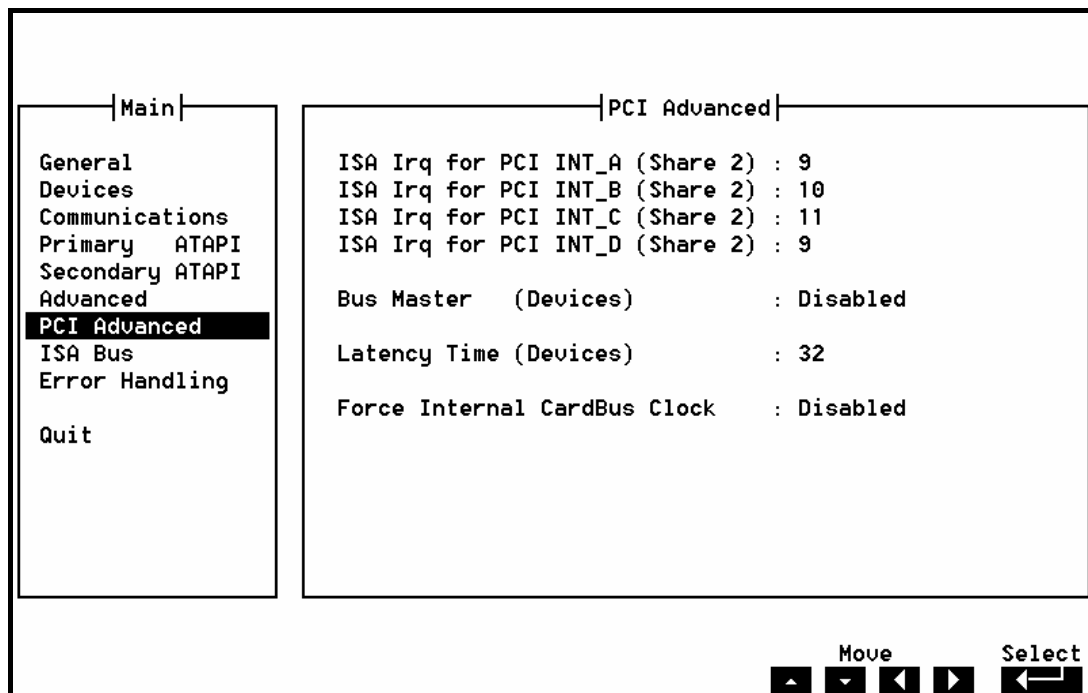 Main
General
Devices
Communications
Primary ATAPI
Secondary ATAPI
Advanced
PCI Advanced
ISA Bus
Error Handling
Quit
PCI Advanced
ISA Irq for PCI INT_A (Share 2) : 9
ISA Irq for PCI INT_B (Share 2) : 10
ISA Irq for PCI INT_C (Share 2) : 11
ISA Irq for PCI INT_D (Share 2) : 9
Bus Master (Devices) : Disabled
Latency Time (Devices) : 32
Force Internal CardBus Clock : Disabled
Move
Select